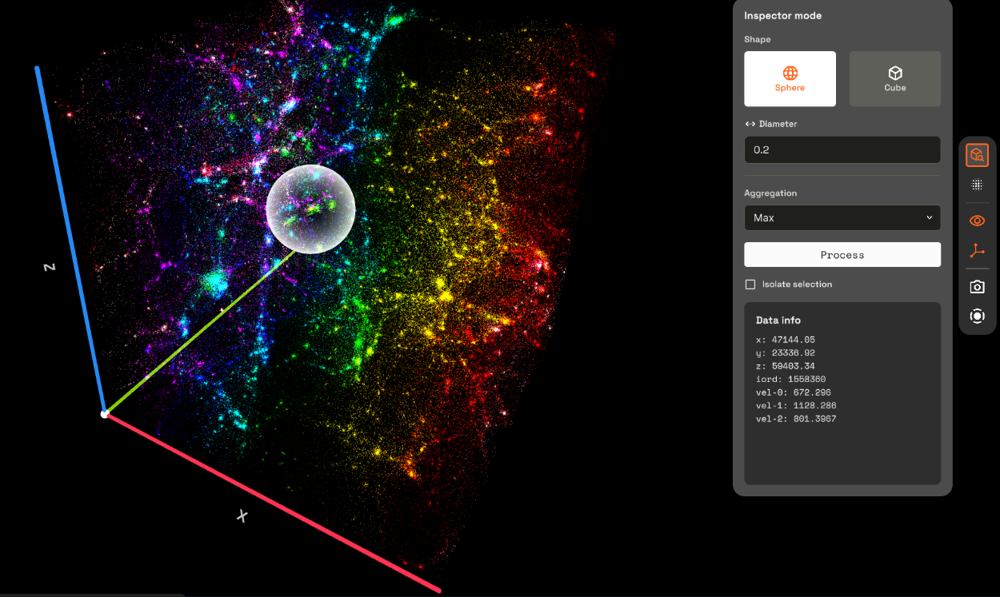 Inspector mode
Shape
Sphere
Cube
Diameter
0.2
Aggregation
Max
Process
Isolate selection
Data info
x: 47144.05
y: 23336.92
z: 59403.34
iord: 1558360
vel-0: 672.296
vel-1: 1128.286
vel-2: 801.3967
Z
X